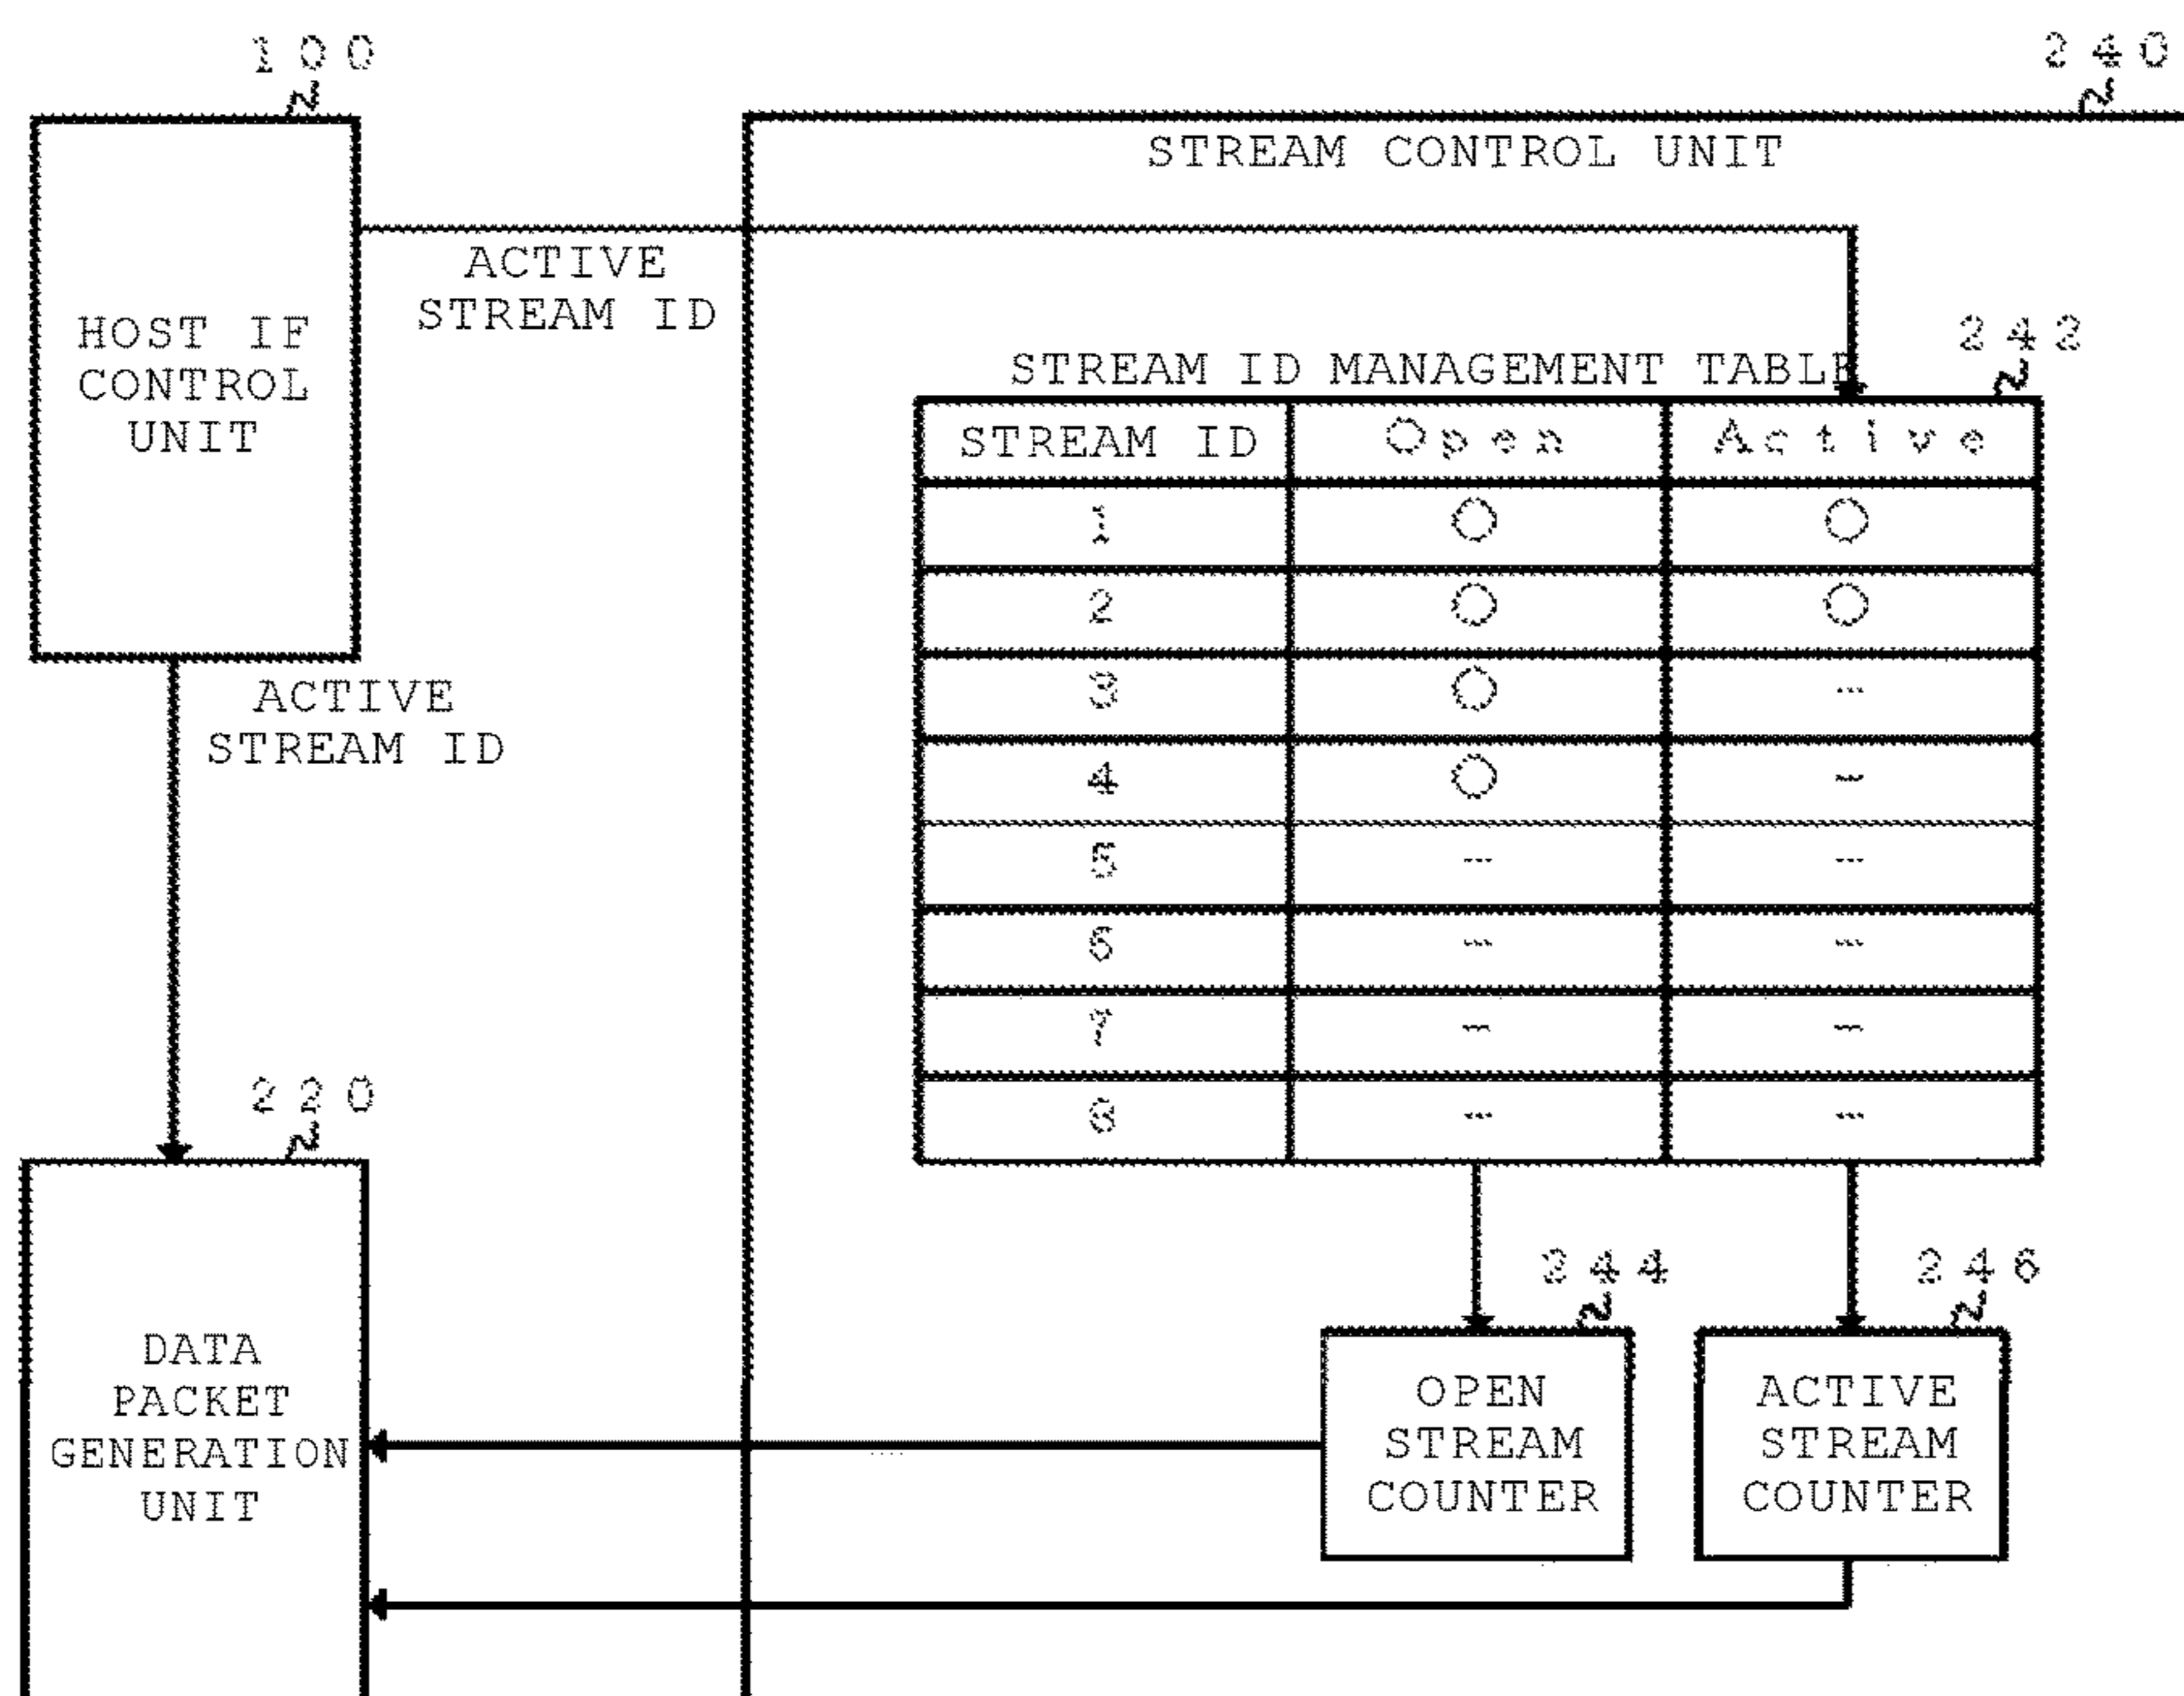 100
240
STREAM CONTROL UNIT
ACTIVE
STREAM ID
HOST IF
CONTROL
UNIT
242
STREAM ID MANAGEMENT TABLE
STREAM ID Open Active
1 ○ ○
2 ○ ○
3 ○ -
4 ○ -
5 - -
6 - -
7 - -
8 - -
ACTIVE
STREAM ID
220
244
246
DATA
PACKET
GENERATION
UNIT
OPEN
STREAM
COUNTER
ACTIVE
STREAM
COUNTER